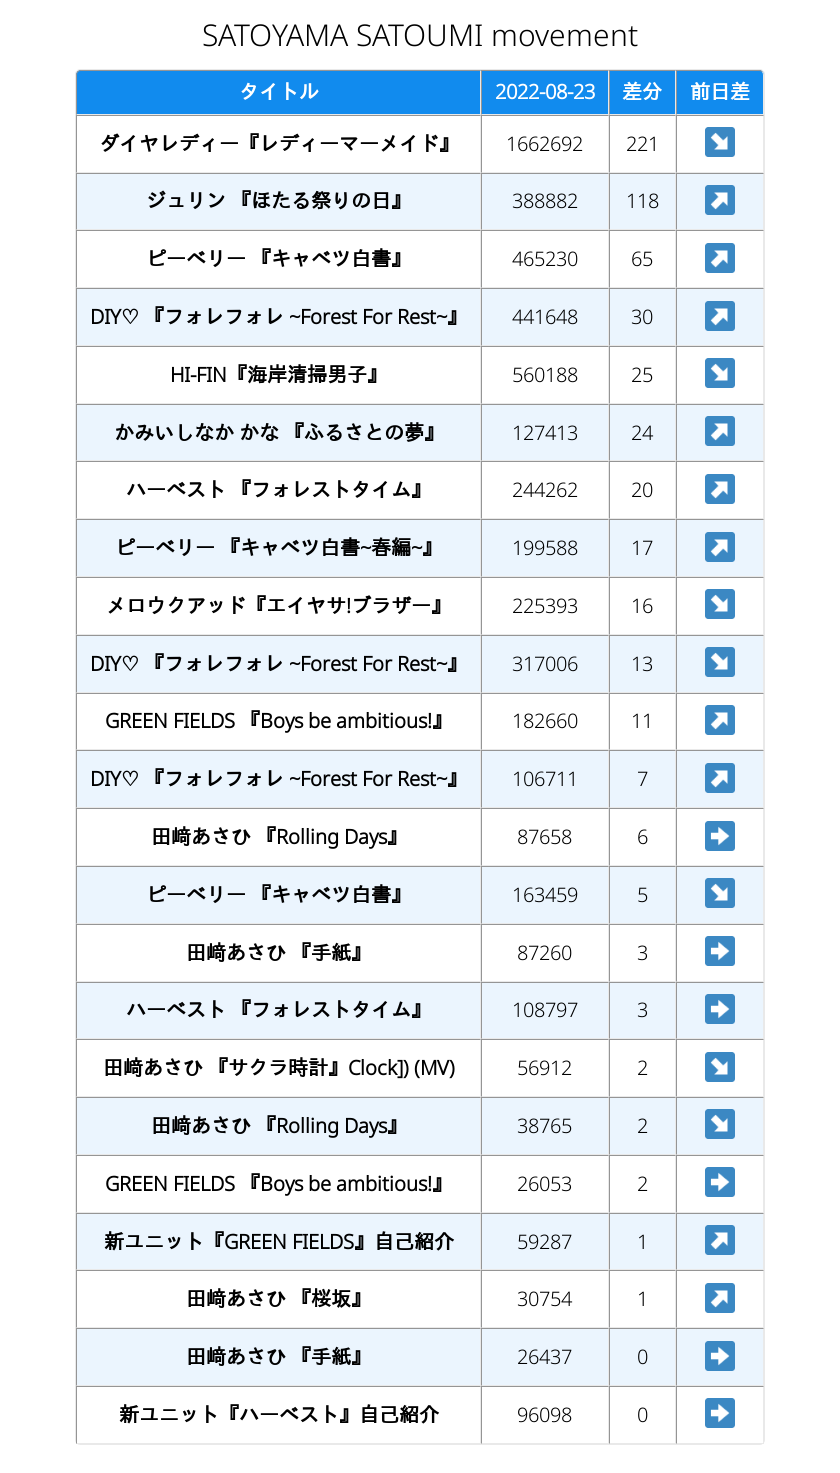 SATOYAMA SATOUMI movement
タイトル 2022-08-23 差分 前日差
ダイヤレディー『レディーマーメイド』 1662692 221 ↘
ジュリン 『ほたる祭りの日』 388882 118 ↗
ピーベリー 『キャベツ白書』 465230 65 ↗
DIY♡ 『フォレフォレ ~Forest For Rest~』 441648 30 ↗
HI-FIN『海岸清掃男子』 560188 25 ↘
かみいしなか かな 『ふるさとの夢』 127413 24 ↗
ハーベスト 『フォレストタイム』 244262 20 ↗
ピーベリー 『キャベツ白書~春編~』 199588 17 ↗
メロウクアッド『エイヤサ!ブラザー』 225393 16 ↘
DIY♡ 『フォレフォレ ~Forest For Rest~』 317006 13 ↘
GREEN FIELDS 『Boys be ambitious!』 182660 11 ↗
DIY♡ 『フォレフォレ ~Forest For Rest~』 106711 7 ↗
田﨑あさひ 『Rolling Days』 87658 6 ➡
ピーベリー 『キャベツ白書』 163459 5 ↘
田﨑あさひ 『手紙』 87260 3 ➡
ハーベスト 『フォレストタイム』 108797 3 ➡
田﨑あさひ 『サクラ時計』Clock]) (MV) 56912 2 ↘
田﨑あさひ 『Rolling Days』 38765 2 ↘
GREEN FIELDS 『Boys be ambitious!』 26053 2 ➡
新ユニット『GREEN FIELDS』自己紹介 59287 1 ↗
田﨑あさひ 『桜坂』 30754 1 ↗
田﨑あさひ 『手紙』 26437 0 ➡
新ユニット『ハーベスト』自己紹介 96098 0 ➡